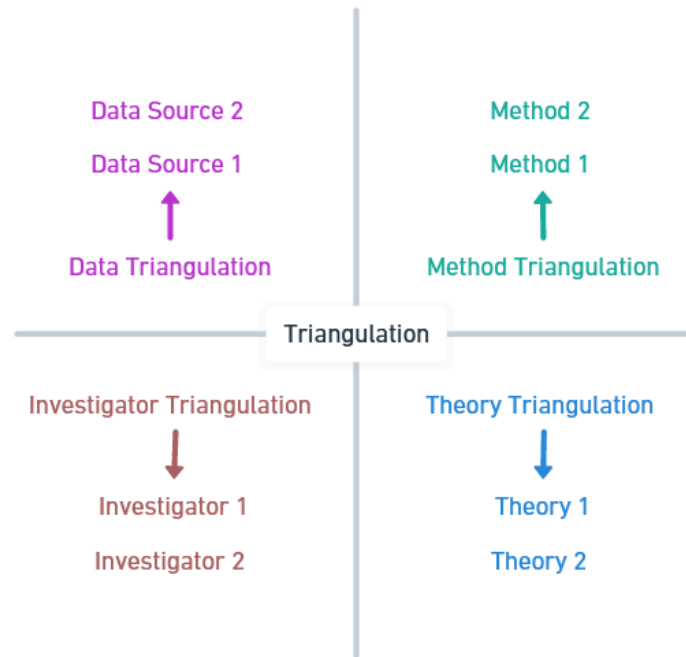 Data Source 2
Data Source 1
Data Triangulation
Method 2
Method 1
Method Triangulation
Triangulation
Investigator Triangulation
Investigator 1
Investigator 2
Theory Triangulation
Theory 1
Theory 2